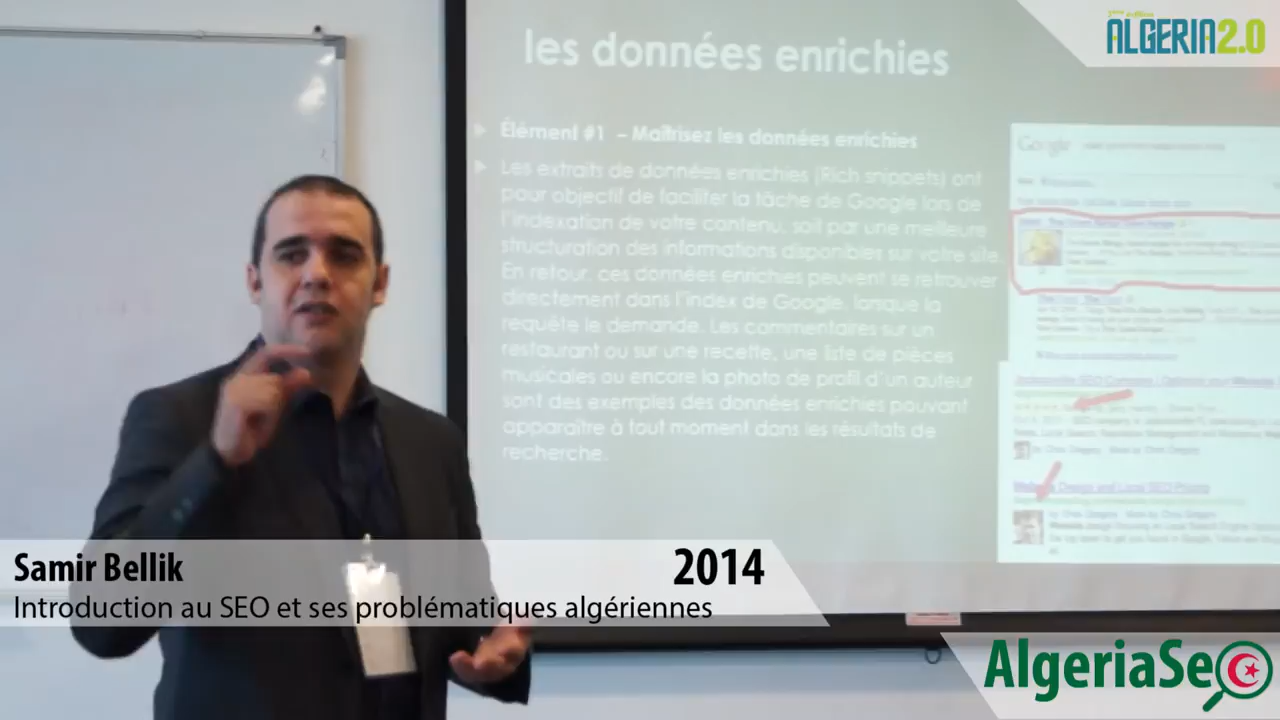 2ème édition
ALGERIA2.0
les données enrichies
Élément #1 – Maîtrisez les données enrichies
Les extraits de données enrichies (Rich snippets) ont
pour objectif de faciliter la tâche de Google lors de
l'indexation de votre contenu, soit par une meilleure
structuration des informations disponibles sur votre site.
En retour, ces données enrichies peuvent se retrouver
directement dans l'index de Google, lorsque la
requête le demande. Les commentaires sur un
restaurant ou sur une recette, une liste de pièces
musicales ou encore la photo de profil d'un auteur
sont des exemples des données enrichies pouvant
apparaître à tout moment dans les résultats de
recherche.
Google
Samir Bellik
2014
Introduction au SEO et ses problématiques algériennes
AlgeriaSeo